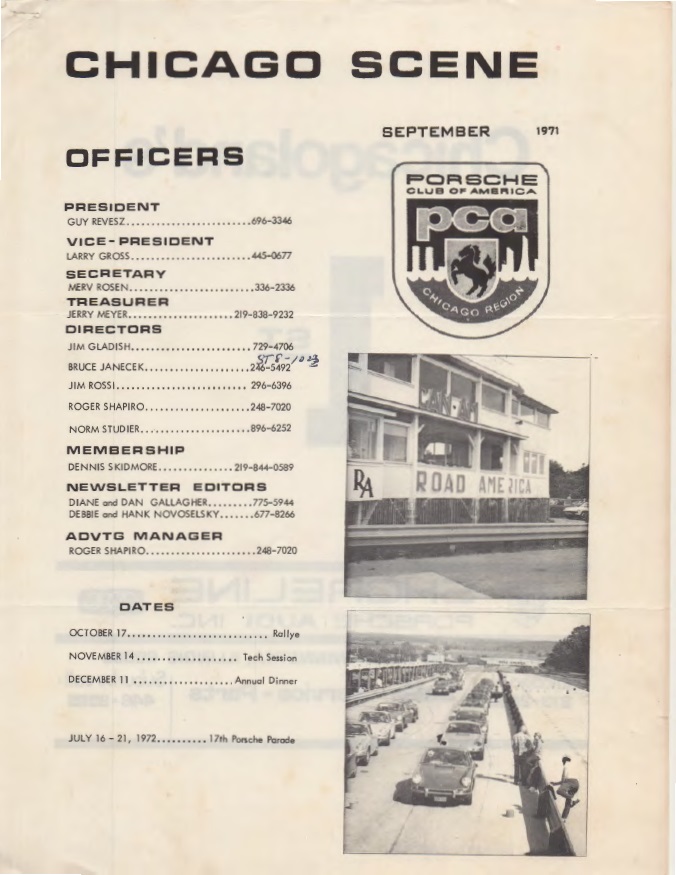 CHICAGO SCENE
SEPTEMBER 1971
OFFICERS
PRESIDENT
GUY REVESZ.........................696-3346
VICE-PRESIDENT
LARRY GROSS........................445-0677
SECRETARY
MERV ROSEN.........................336-2336
TREASURER
JERRY MEYER.....................219-838-9232
DIRECTORS
JIM GLADISH........................729-4706
BRUCE JANECEK.....................246-5492
JIM ROSSI........................... 296-6396
ROGER SHAPIRO.....................248-7020
NORM STUDIER......................896-6252
MEMBERSHIP
DENNIS SKIDMORE...............219-844-0589
NEWSLETTER EDITORS
DIANE and DAN GALLAGHER.........775-5944
DEBBIE and HANK NOVOSELSKY.......677-8266
ADVTG MANAGER
ROGER SHAPIRO......................248-7020
DATES
OCTOBER 17............................ Rallye
NOVEMBER 14 .................... Tech Session
DECEMBER 11 ....................Annual Dinner
JULY 16 - 21, 1972..........17th Porsche Parade
PORSCHE
CLUB OF AMERICA
pca
CHICAGO REGION
CAN-AM
RA ROAD AMERICA